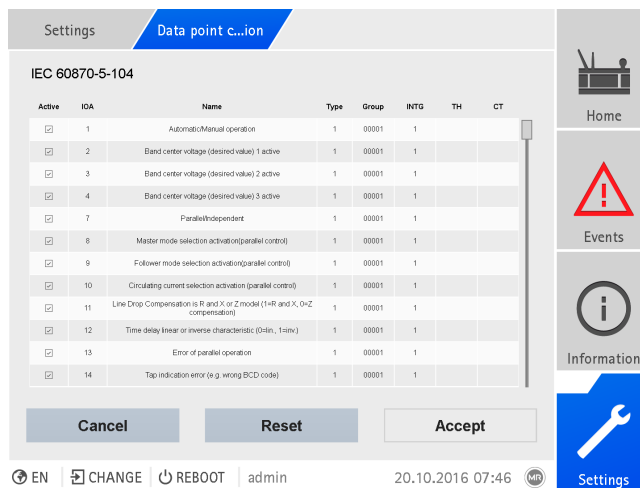 Settings
Data point c...ion
IEC 60870-5-104
Active IOA Name Type Group INTG TH CT
1 Automatic/Manual operation 1 00001 1
2 Band center voltage (desired value) 1 active 1 00001 1
3 Band center voltage (desired value) 2 active 1 00001 1
4 Band center voltage (desired value) 3 active 1 00001 1
7 Parallel/Independent 1 00001 1
8 Master mode selection activation(parallel control) 1 00001 1
9 Follower mode selection activation(parallel control) 1 00001 1
10 Circulating current selection activation (parallel control) 1 00001 1
11 Line Drop Compensation is R and X or Z model (1=R and X, 0=Z 1 00001 1
compensation)
12 Time delay linear or inverse characteristic (0=lin., 1=inv.) 1 00001 1
13 Error of parallel operation 1 00001 1
14 Tap indication error (e.g. wrong BCD code) 1 00001 1
Cancel Reset Accept
EN CHANGE REBOOT admin 20.10.2016 07:46 MR
Home
Events
Information
Settings